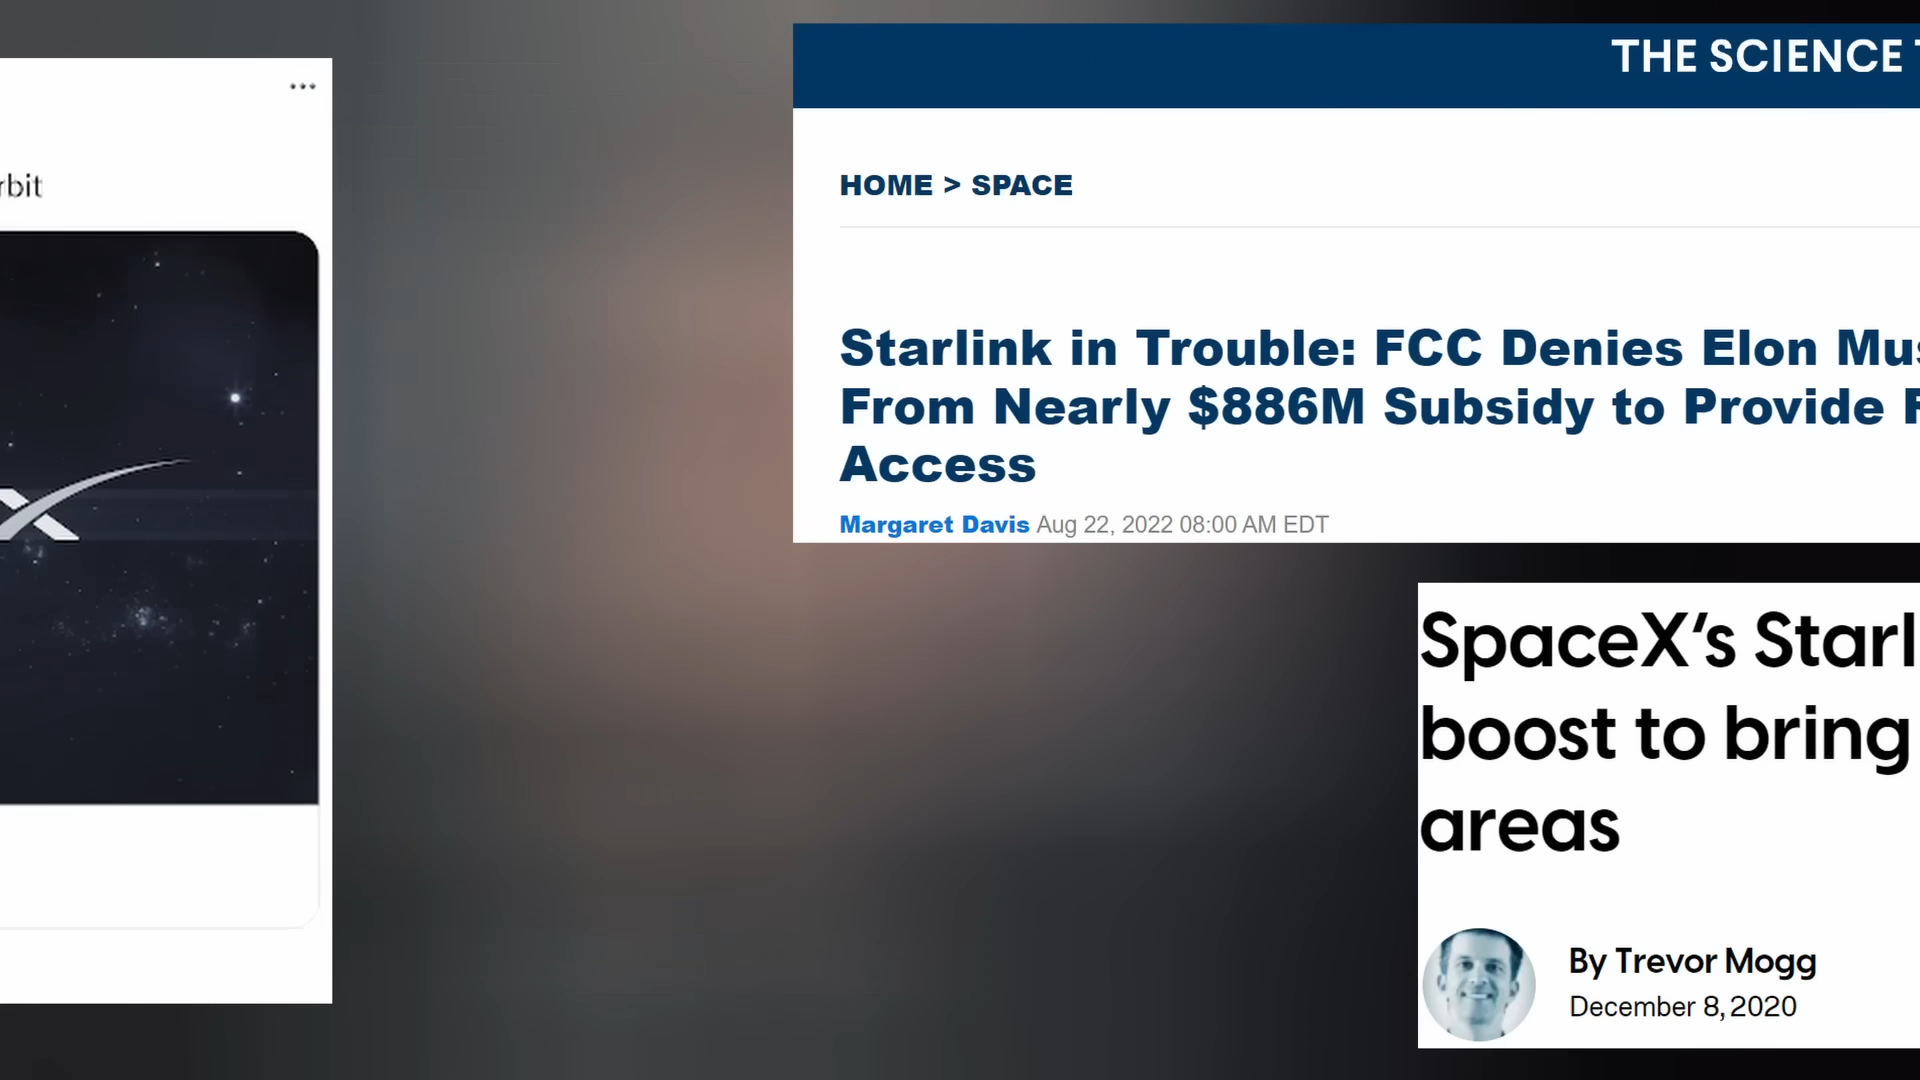 rbit
X
THE SCIENCE
HOME > SPACE
Starlink in Trouble: FCC Denies Elon Mus
From Nearly $886M Subsidy to Provide
Access
Margaret Davis Aug 22, 2022 08:00 AM EDT
SpaceX’s Starl
boost to bring
areas
By Trevor Mogg
December 8, 2020